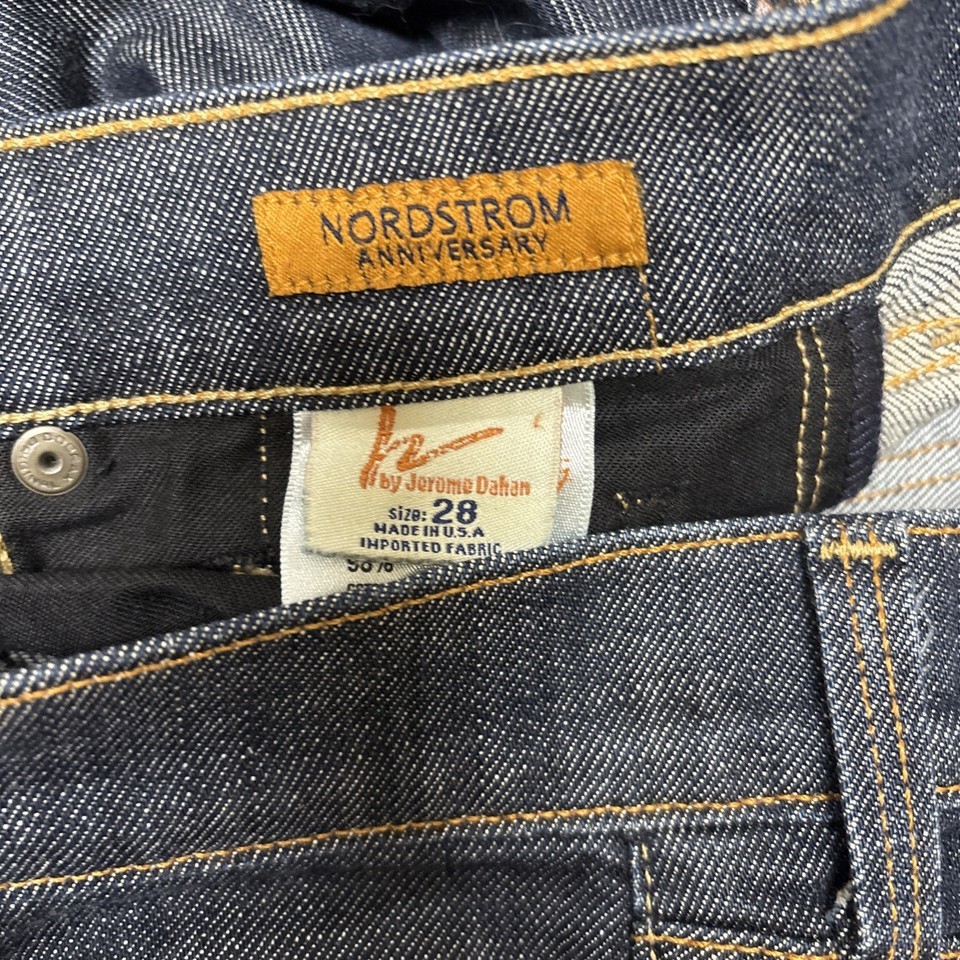 NORDSTROM
ANNIVERSARY
by Jerome Dahan
size: 28
MADE IN U.S.A
IMPORTED FABRIC